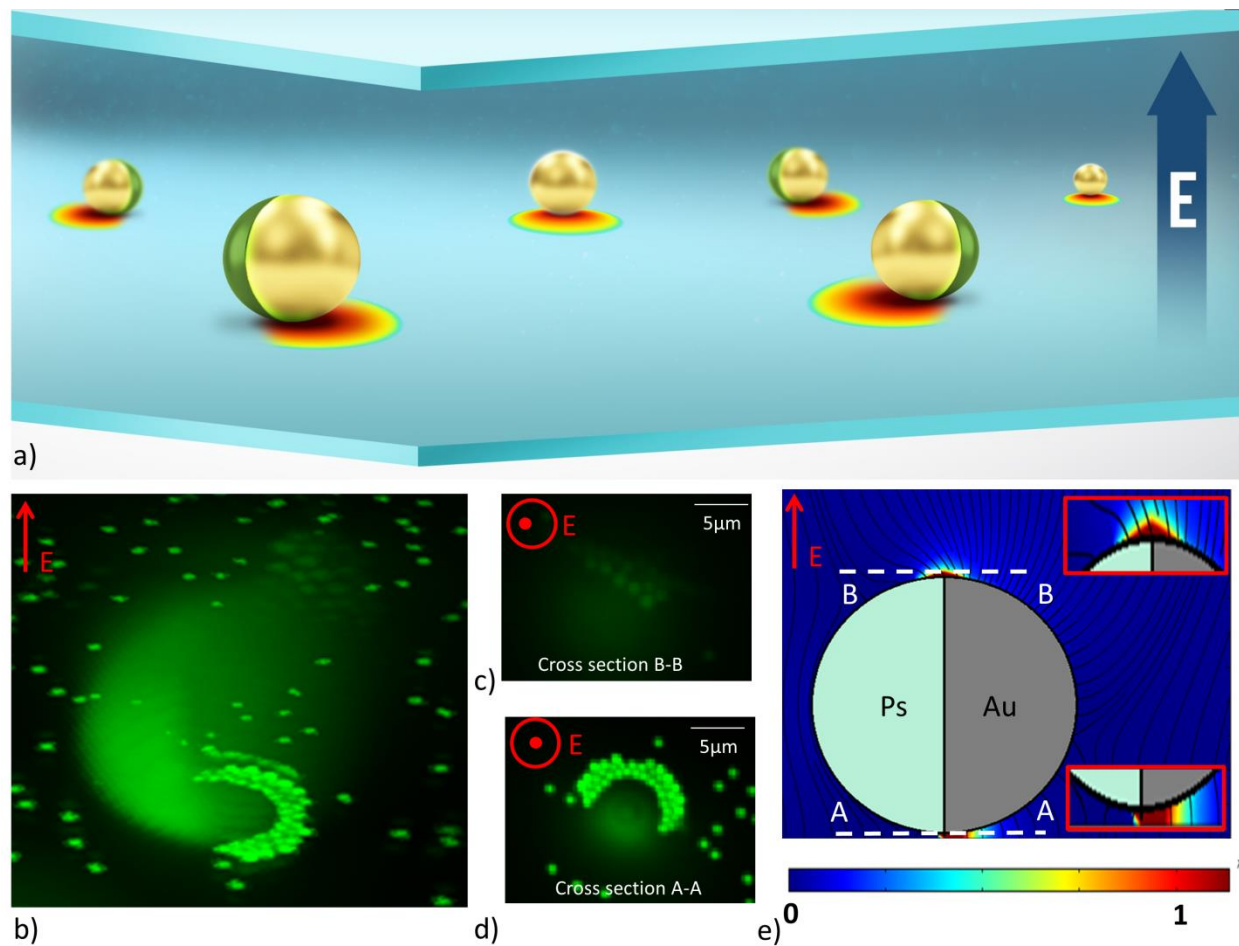 E
a)
E
b)
E
5μm
Cross section B-B
c)
E
5μm
Cross section A-A
d)
E
B
B
Ps
Au
A
A
0
1
e)